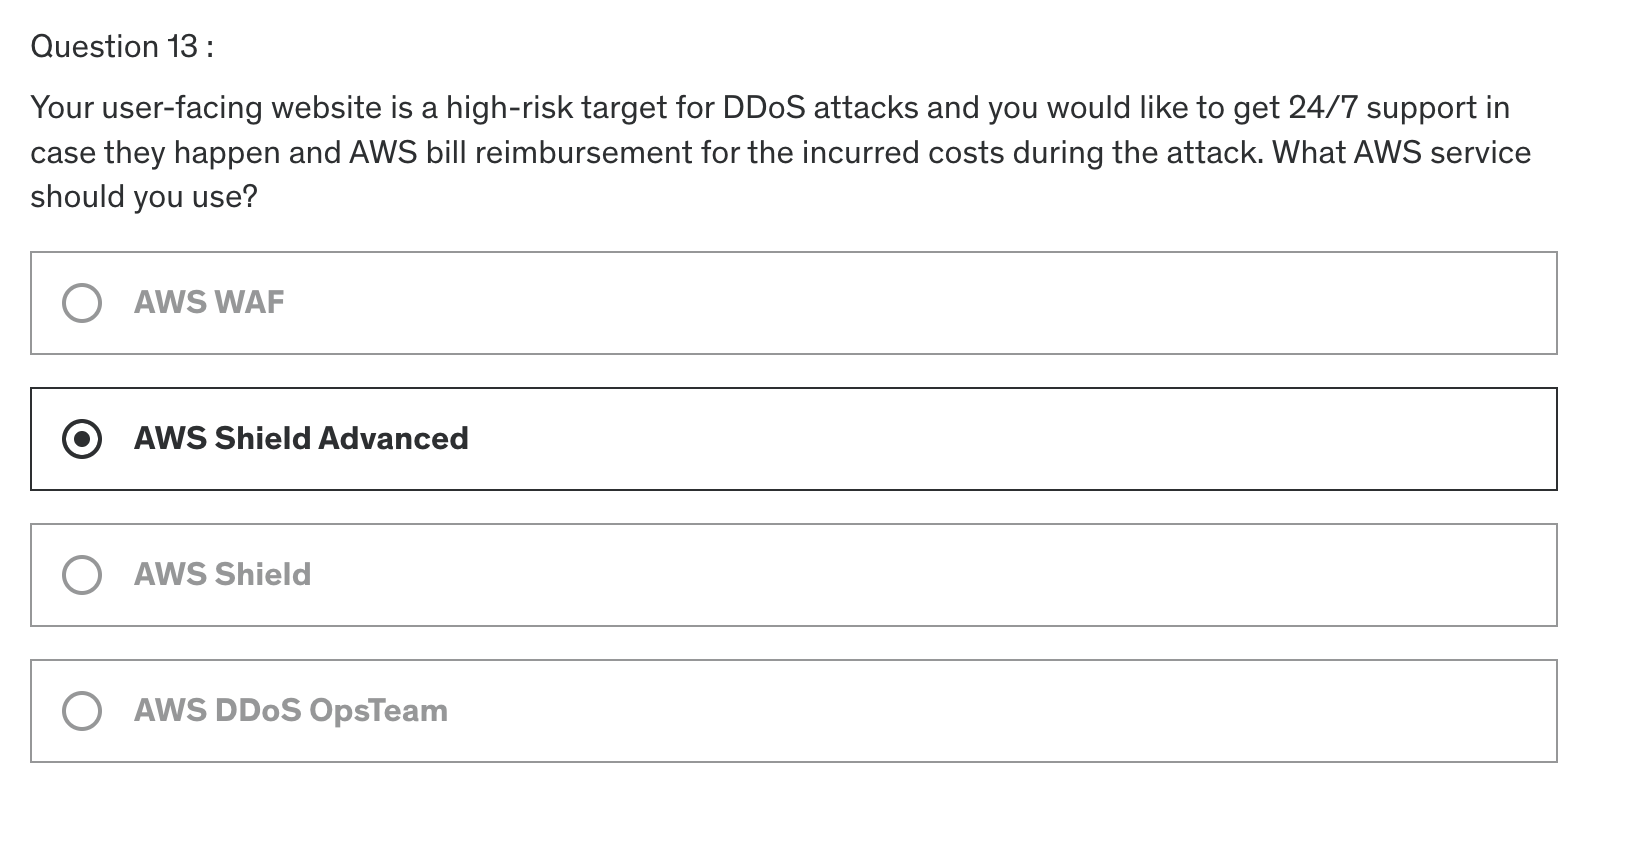 Question 13 :
Your user-facing website is a high-risk target for DDoS attacks and you would like to get 24/7 support in
case they happen and AWS bill reimbursement for the incurred costs during the attack. What AWS service
should you use?
AWS WAF
AWS Shield Advanced
AWS Shield
AWS DDoS OpsTeam